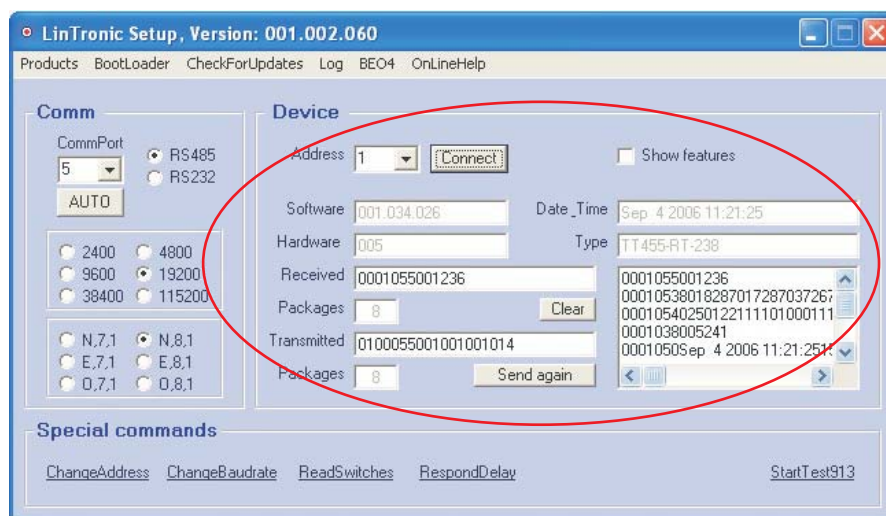 LinTronic Setup, Version: 001.002.060
Products BootLoader CheckForUpdates Log BEO4 OnLineHelp
Comm
CommPort
5
RS485
RS232
AUTO
2400 4800
9600 19200
38400 115200
N,7,1 N,8,1
E,7,1 E,8,1
O,7,1 O,8,1
Device
Address 1 Connect Show features
Software 001.034.026 Date_Time Sep 4 2006 11:21:25
Hardware 005 Type TT455-RT-238
Received 0001055001236
Packages 8 Clear
Transmitted 0100055001001001014
Packages 8 Send again
0001055001236
00010538018287017287037267
0001038005241
Special commands
ChangeAddress ChangeBaudrate ReadSwitches RespondDelay StartTest913